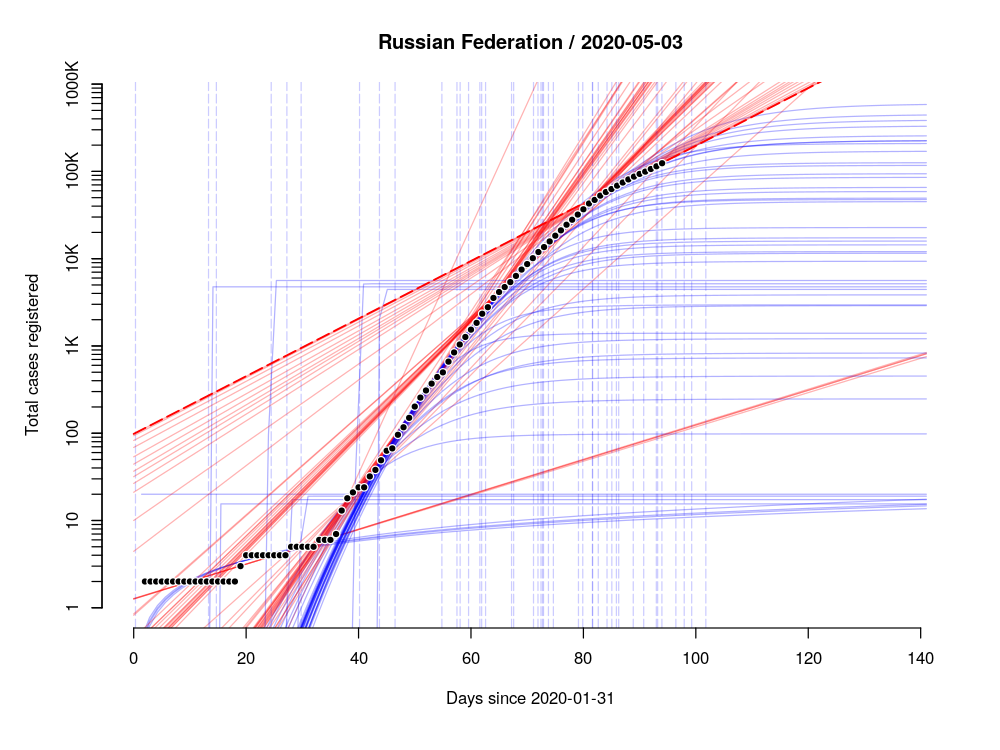 Russian Federation / 2020-05-03
Total cases registered
1000K
100K
10K
1K
100
10
1
0 20 40 60 80 100 120 140
Days since 2020-01-31